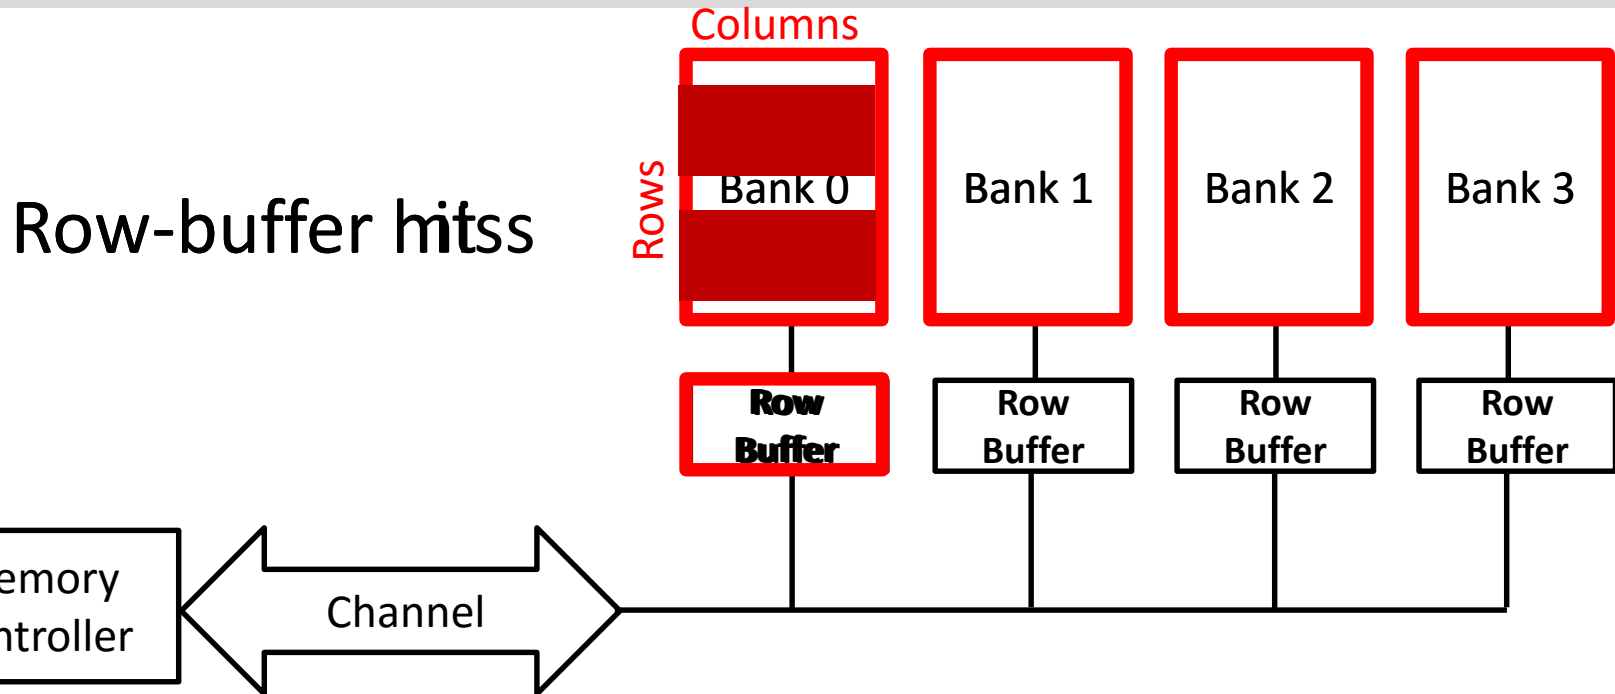 Columns
Rows
Bank 0
Bank 1
Bank 2
Bank 3
Row-buffer
Row
Buffer
Row
Buffer
Row
Buffer
Row
Buffer
emory
ntroller
Channel